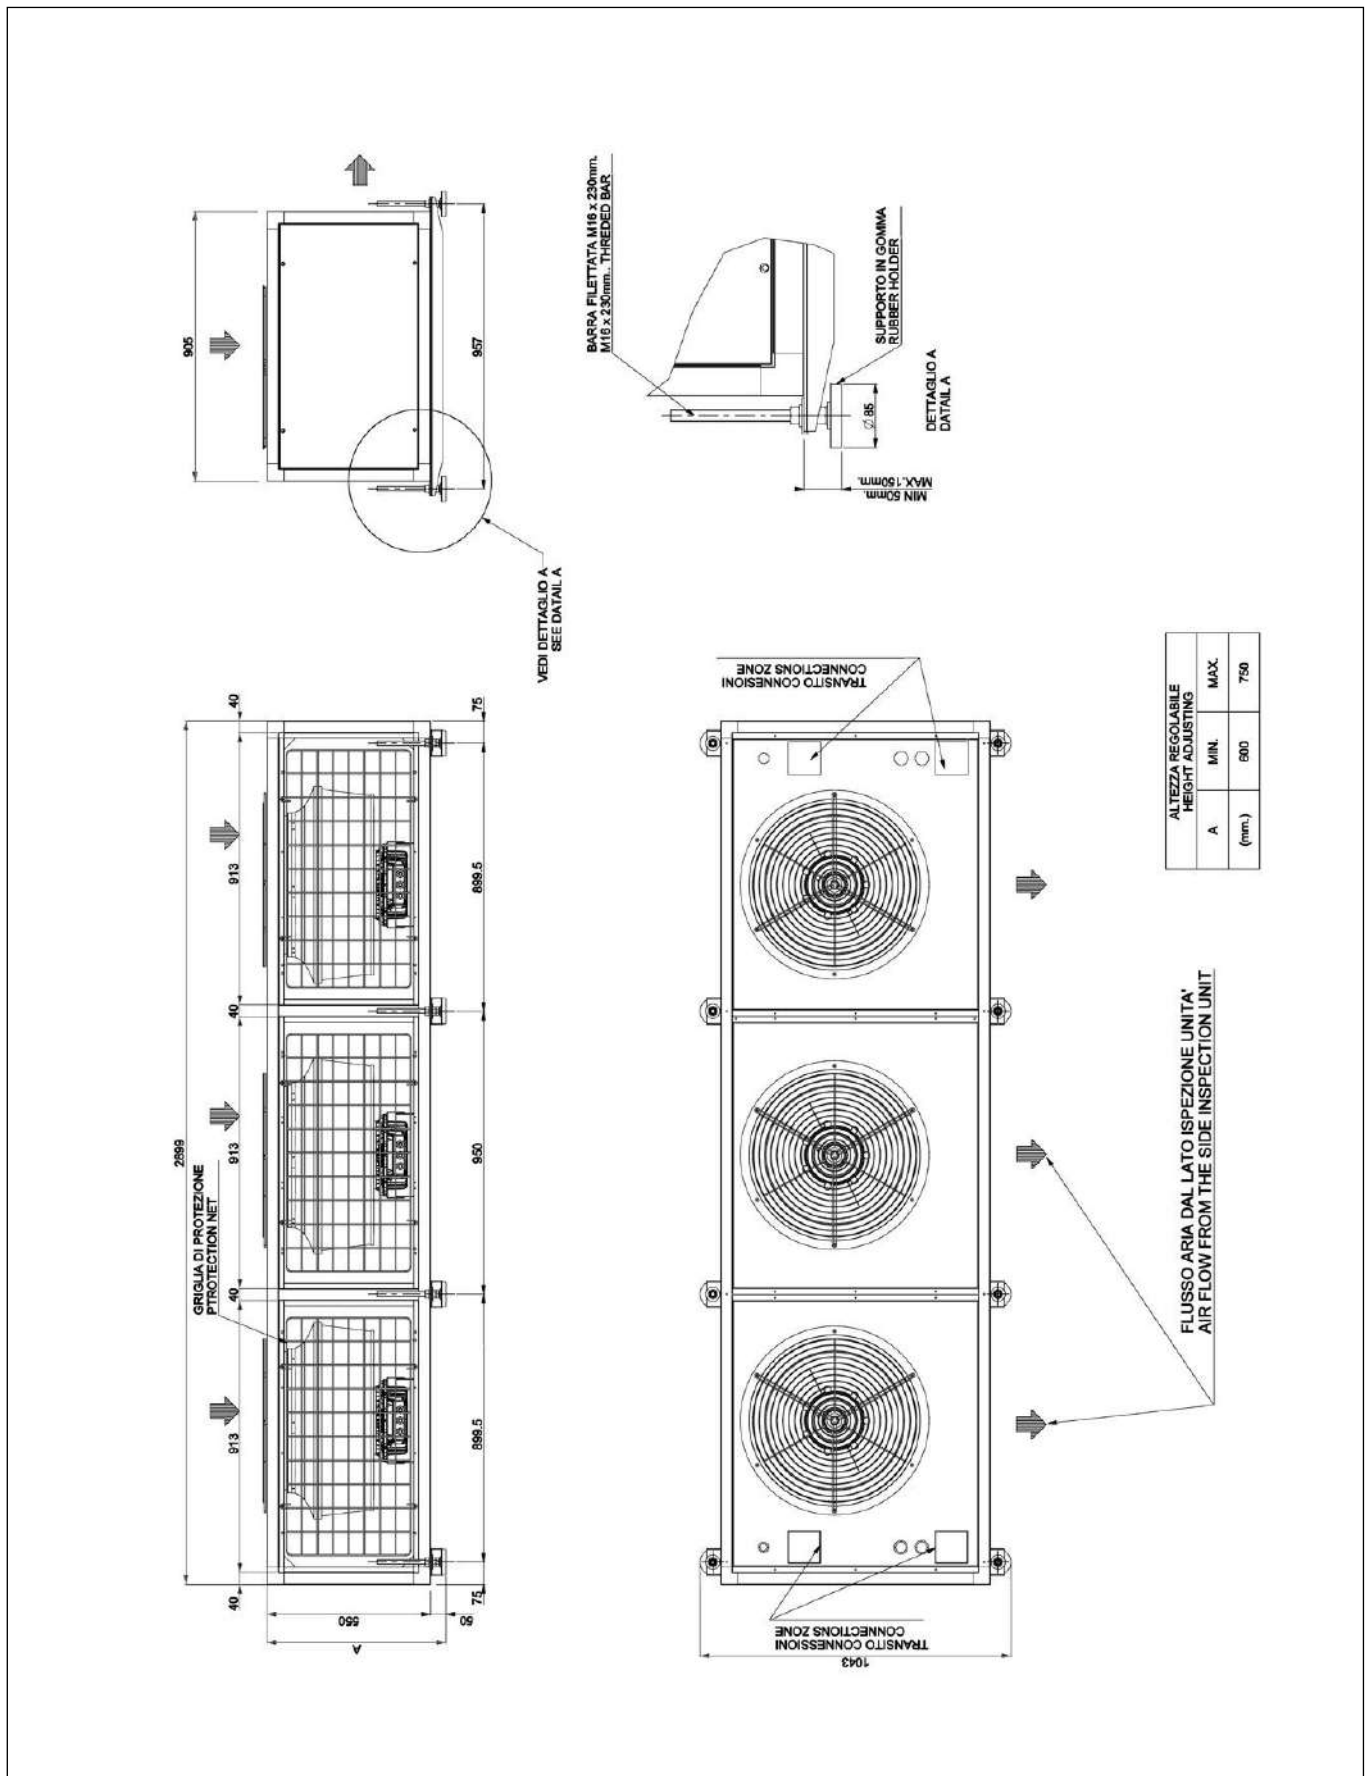 2899
40
913
40
913
40
913
40
GRIGLIA DI PROTEZIONE
PTROTECTION NET
550
50
A
75
899.5
950
899.5
75
905
957
VEDI DETTAGLIO A
SEE DATAIL A
TRANSITO CONNESSIONI
CONNECTIONS ZONE
1043
TRANSITO CONNESIONI
CONNECTIONS ZONE
BARRA FILETTATA M16 x 230mm.
M16 x 230mm.. THREDED BAR
MIN 50mm.
MAX.150mm.
Ø 85
SUPPORTO IN GOMMA
RUBBER HOLDER
DETTAGLIO A
DATAIL A
FLUSSO ARIA DAL LATO ISPEZIONE UNITA'
AIR FLOW FROM THE SIDE INSPECTION UNIT
ALTEZZA REGOLABILE
HEIGHT ADJUSTING
A MIN. MAX.
(mm.) 600 750